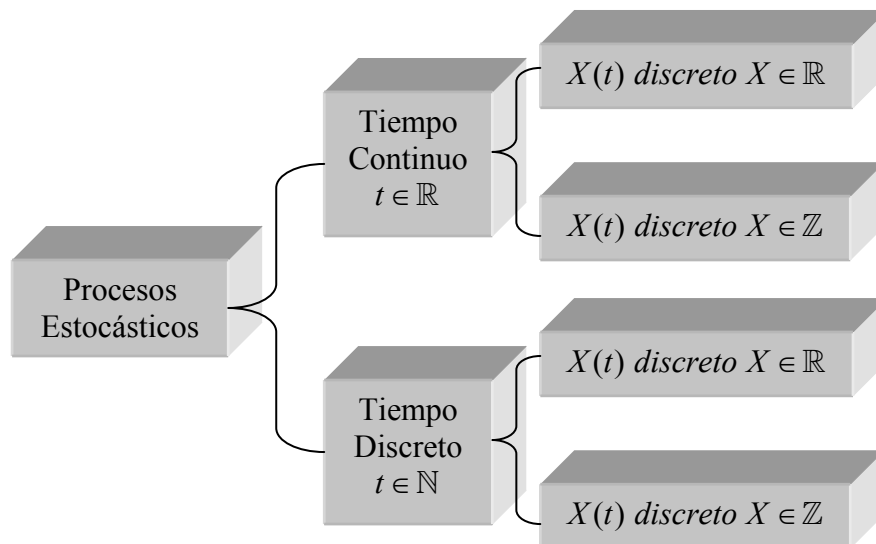 Procesos
Estocásticos
Tiempo
Continuo
t ∈ ℝ
X(t) discreto X ∈ ℝ
X(t) discreto X ∈ ℤ
Tiempo
Discreto
t ∈ ℕ
X(t) discreto X ∈ ℝ
X(t) discreto X ∈ ℤ